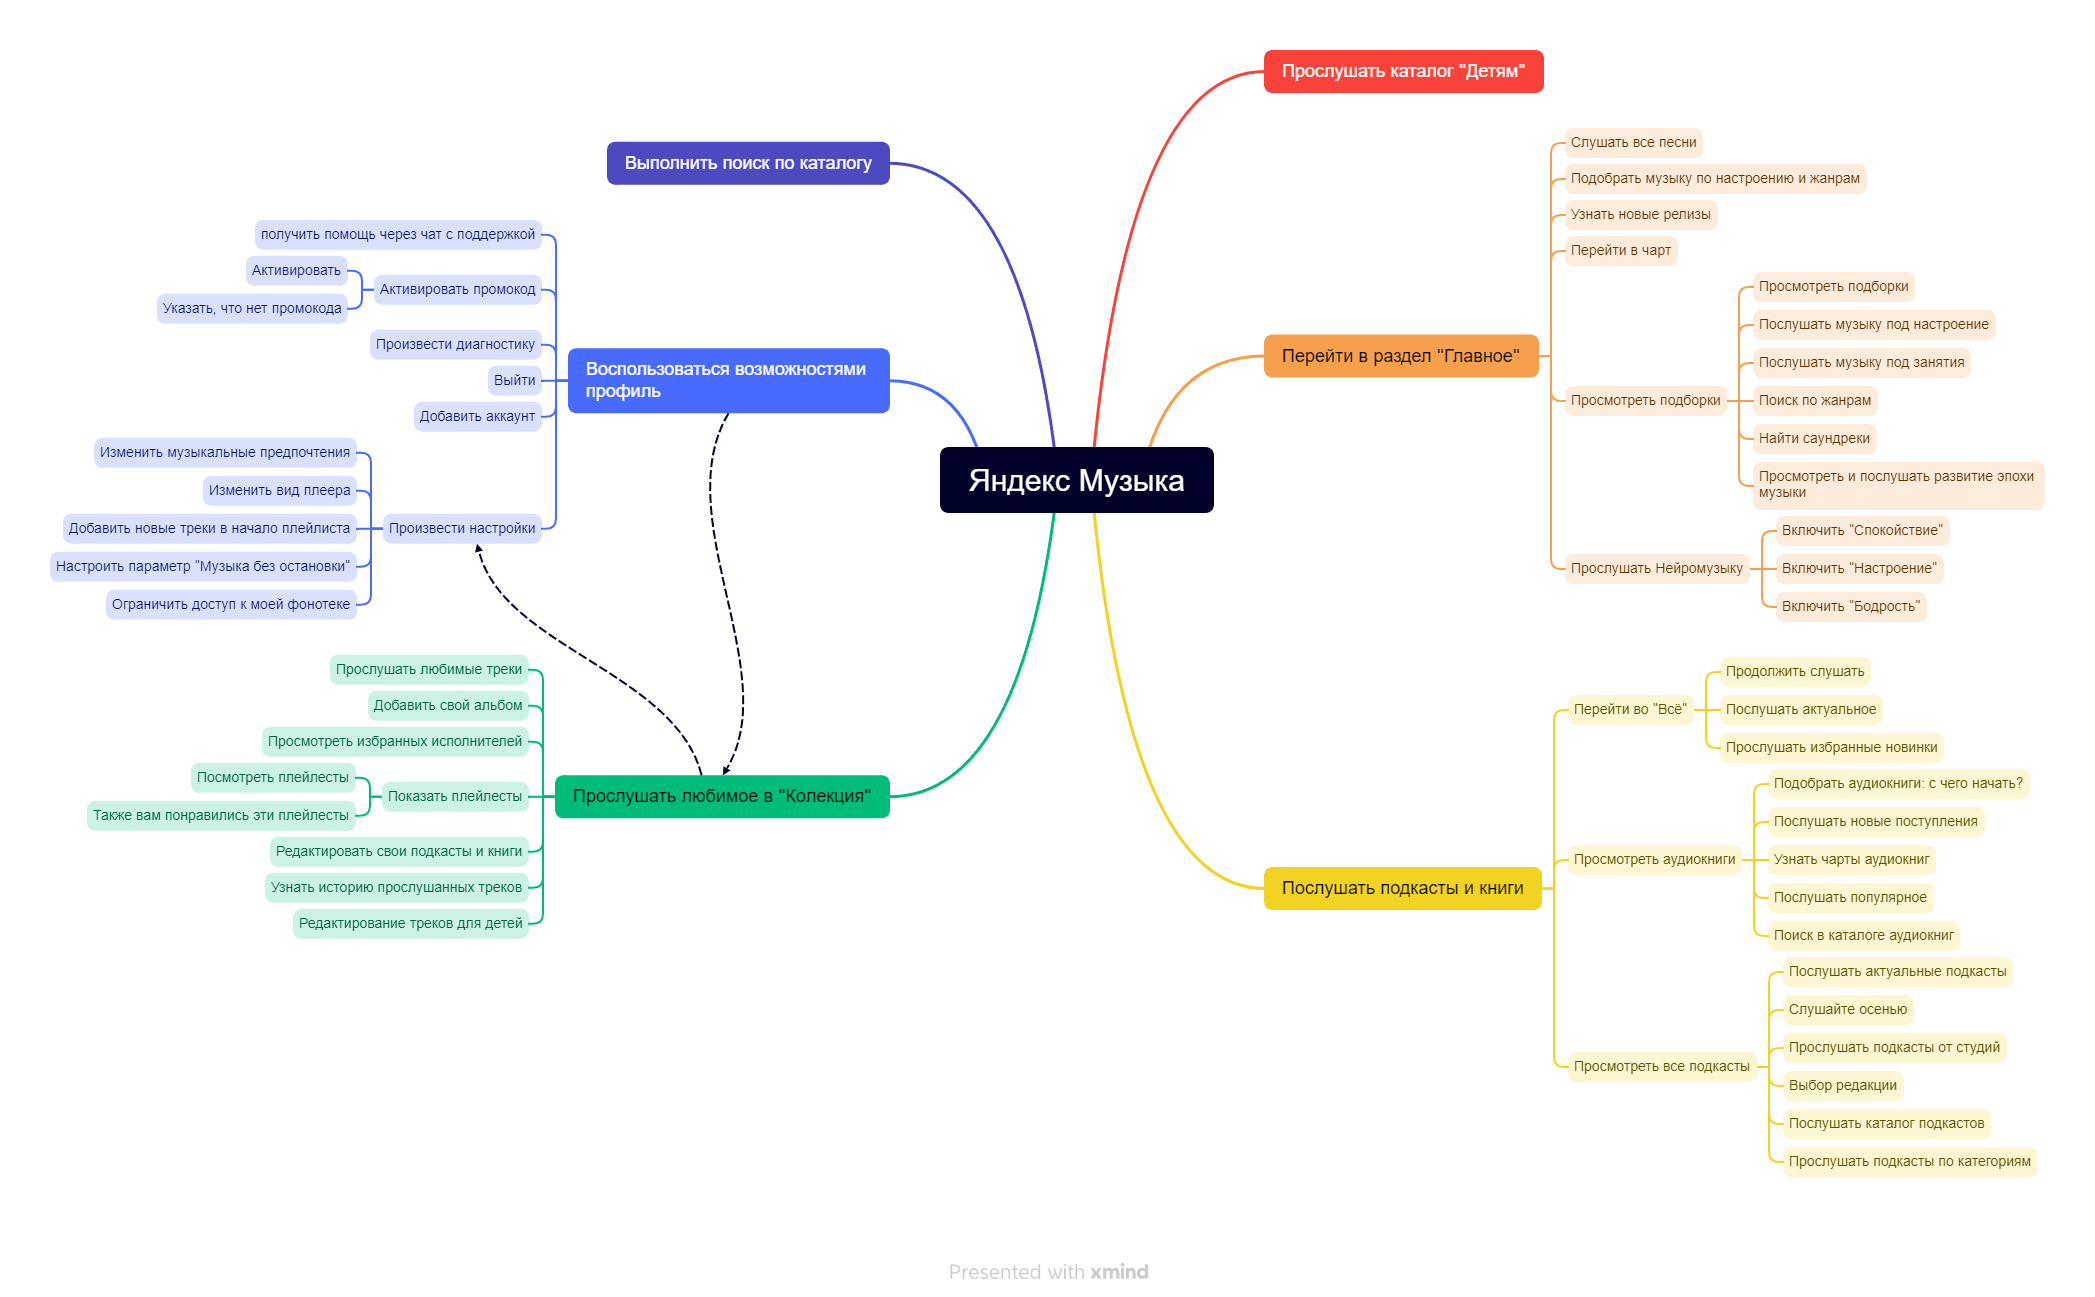 Яндекс Музыка
Прослушать каталог "Детям"
Перейти в раздел "Главное"
Слушать все песни
Подобрать музыку по настроению и жанрам
Узнать новые релизы
Перейти в чарт
Просмотреть подборки
Просмотреть подборки
Послушать музыку под настроение
Послушать музыку под занятия
Поиск по жанрам
Найти саундреки
Просмотреть и послушать развитие эпохи
музыки
Прослушать Нейромузыку
Включить "Спокойствие"
Включить "Настроение"
Включить "Бодрость"
Послушать подкасты и книги
Перейти во "Всё"
Продолжить слушать
Послушать актуальное
Прослушать избранные новинки
Просмотреть аудиокниги
Подобрать аудиокниги: с чего начать?
Послушать новые поступления
Узнать чарты аудиокниг
Послушать популярное
Поиск в каталоге аудиокниг
Просмотреть все подкасты
Послушать актуальные подкасты
Слушайте осенью
Прослушать подкасты от студий
Выбор редакции
Послушать каталог подкастов
Прослушать подкасты по категориям
Выполнить поиск по каталогу
Воспользоваться возможностями
профиль
получить помощь через чат с поддержкой
Активировать промокод
Активировать
Указать, что нет промокода
Произвести диагностику
Выйти
Добавить аккаунт
Произвести настройки
Изменить музыкальные предпочтения
Изменить вид плеера
Добавить новые треки в начало плейлиста
Настроить параметр "Музыка без остановки"
Ограничить доступ к моей фонотеке
Прослушать любимое в "Колекция"
Прослушать любимые треки
Добавить свой альбом
Просмотреть избранных исполнителей
Показать плейлесты
Посмотреть плейлесты
Также вам понравились эти плейлесты
Редактировать свои подкасты и книги
Узнать историю прослушанных треков
Редактирование треков для детей
Presented with xmind